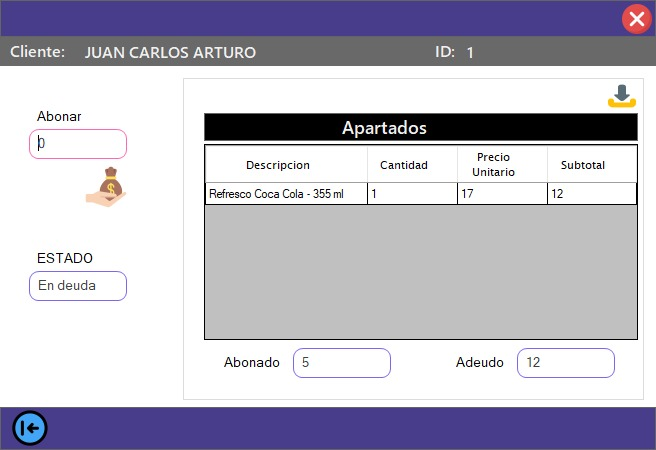 Cliente: JUAN CARLOS ARTURO ID: 1
Abonar
0
ESTADO
En deuda
Apartados
Descripcion Cantidad Precio Unitario Subtotal
Refresco Coca Cola - 355 ml 1 17 12
Abonado 5 Adeudo 12